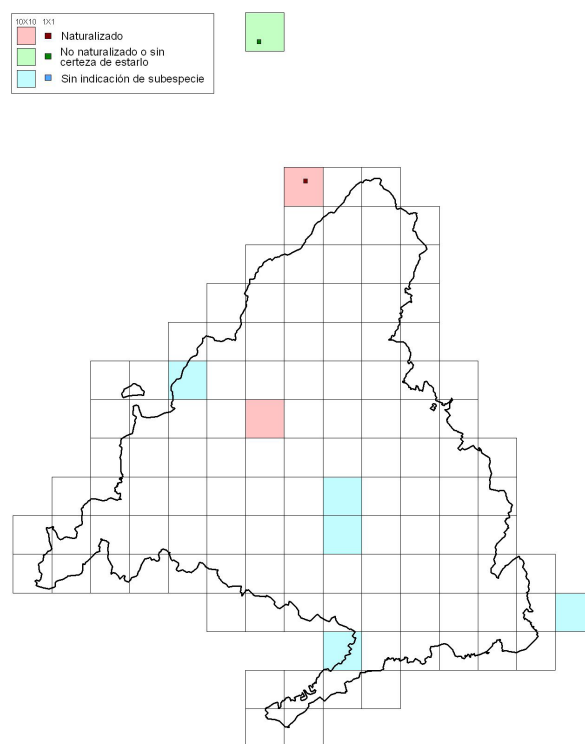 10X10 1X1
Naturalizado
No naturalizado o sin
certeza de estarlo
Sin indicación de subespecie